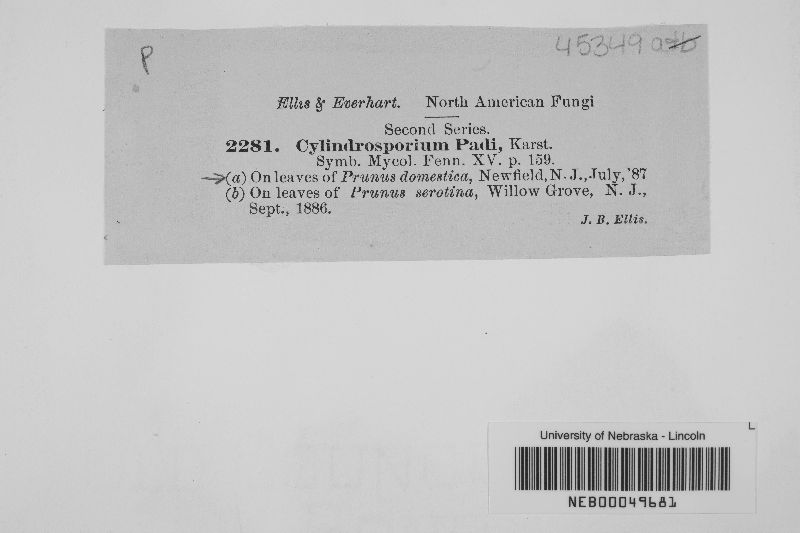 P
45349 a+b
Ellis & Everhart. North American Fungi
Second Series.
2281. Cylindrosporium Padi, Karst.
Symb. Mycol. Fenn. XV. p. 159.
→(a) On leaves of Prunus domestica, Newfield, N. J., July, '87
(b) On leaves of Prunus serotina, Willow Grove, N. J.,
Sept., 1886.
J. B. Ellis.
L
University of Nebraska - Lincoln
NEB00049681